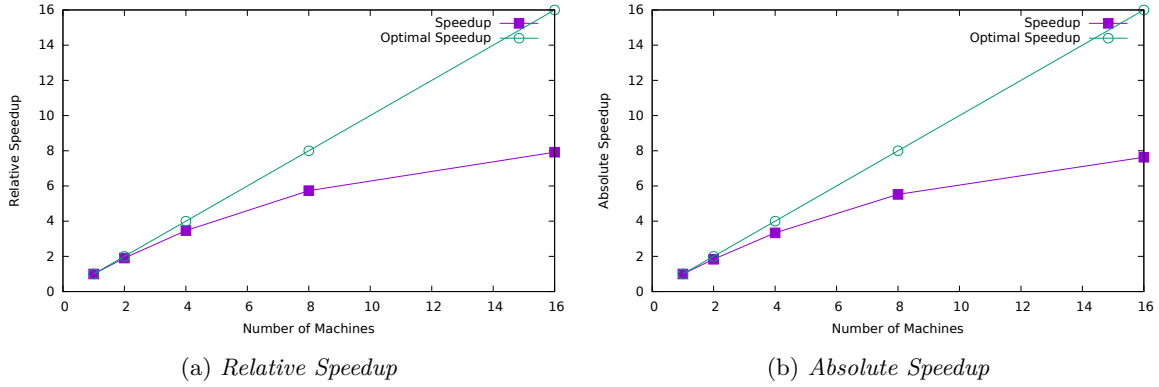 16
14
12
10
8
6
4
2
0
0 2 4 6 8 10 12 14 16
Relative Speedup
Number of Machines
Speedup
Optimal Speedup
(a) Relative Speedup
16
14
12
10
8
6
4
2
0
0 2 4 6 8 10 12 14 16
Absolute Speedup
Number of Machines
Speedup
Optimal Speedup
(b) Absolute Speedup